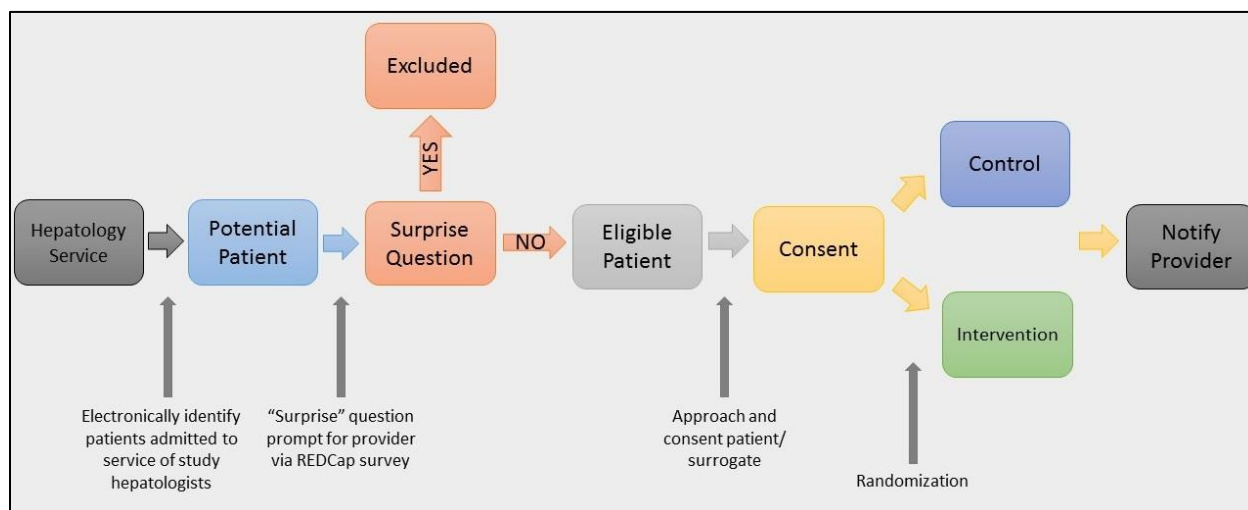 Excluded
YES
Hepatology
Service
Potential
Patient
Surprise
Question
NO
Eligible
Patient
Consent
Control
Intervention
Notify
Provider
Electronically identify
patients admitted to
service of study
hepatologists
“Surprise” question
prompt for provider
via REDCap survey
Approach and
consent patient/
surrogate
Randomization